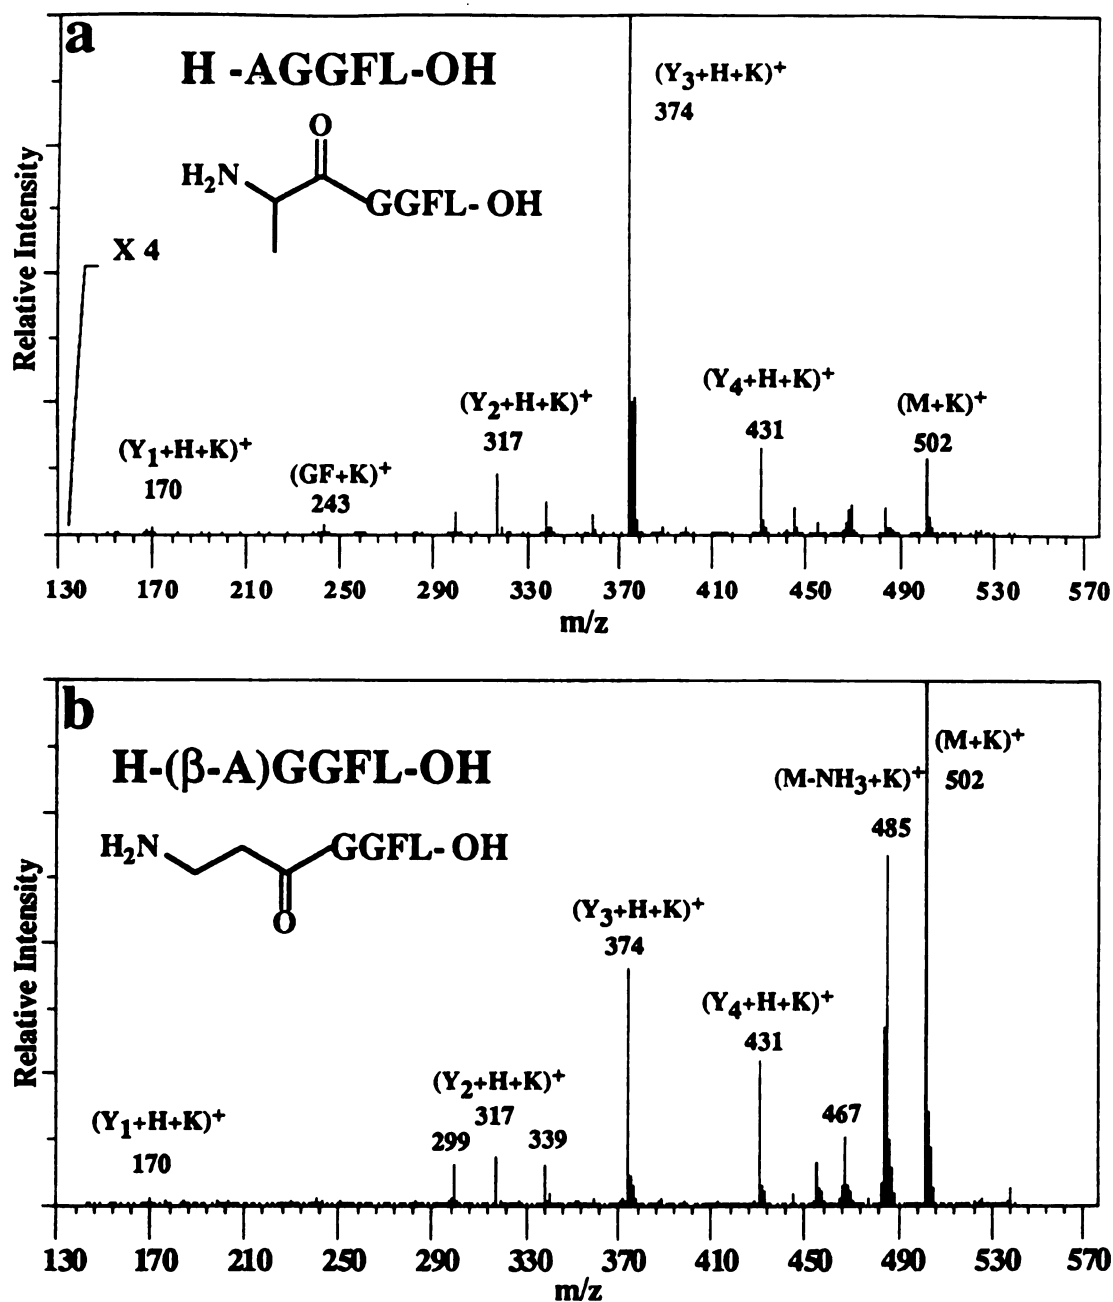 a
H -AGGFL-OH
(Y3+H+K)+
374
O
H2N
GGFL- OH
X 4
(Y4+H+K)+
431
(Y2+H+K)+
317
(M+K)+
502
(Y1+H+K)+
170
(GF+K)+
243
Relative Intensity
130 170 210 250 290 330 370 410 450 490 530 570
m/z
b
H-(β-A)GGFL-OH
(M+K)+
502
(M-NH3+K)+
485
H2N
GGFL- OH
O
(Y3+H+K)+
374
(Y4+H+K)+
431
(Y2+H+K)+
317
299
339
467
(Y1+H+K)+
170
Relative Intensity
130 170 210 250 290 330 370 410 450 490 530 570
m/z